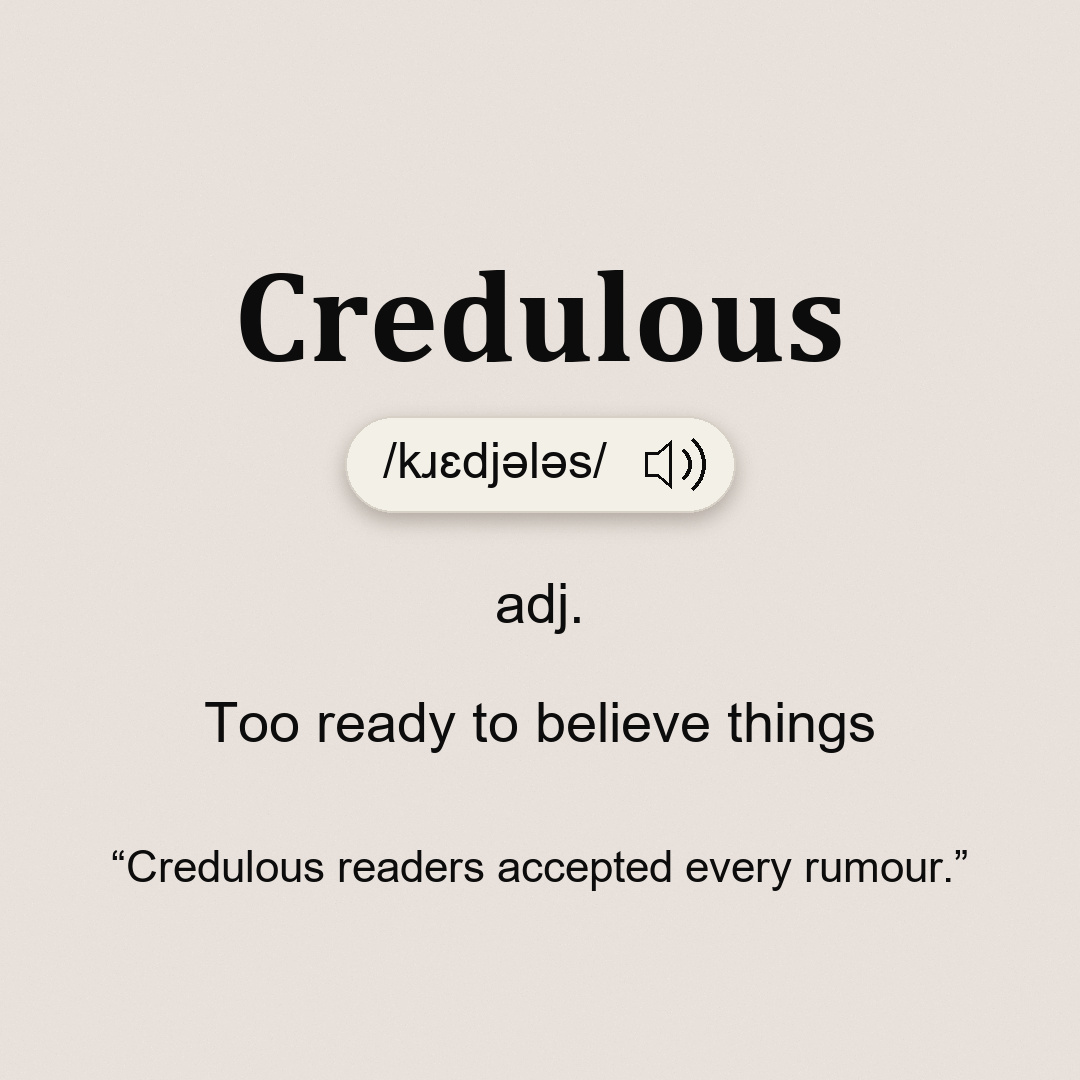 Credulous
/kɹɛdjələs/
adj.
Too ready to believe things
“Credulous readers accepted every rumour.”